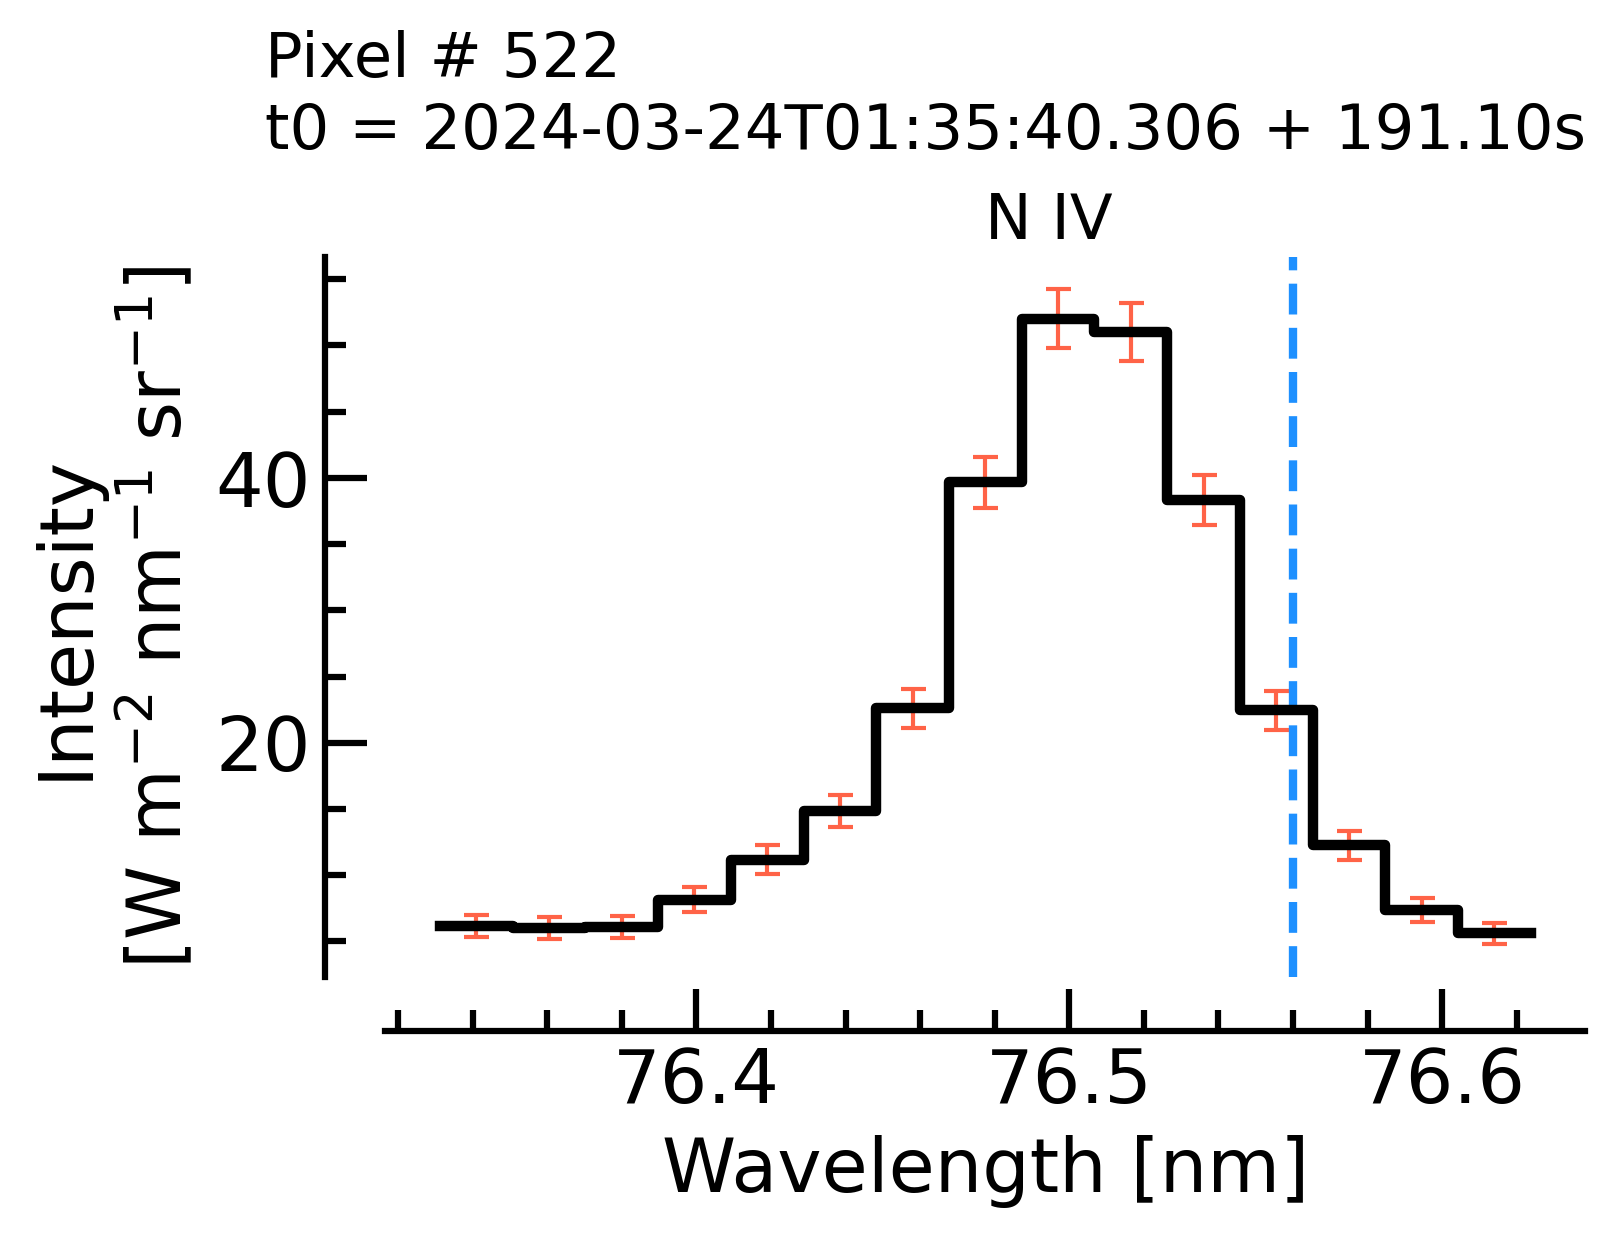 Pixel # 522
t0 = 2024-03-24T01:35:40.306 + 191.10s
N IV
Intensity
[W m⁻² nm⁻¹ sr⁻¹]
40
20
76.4 76.5 76.6
Wavelength [nm]